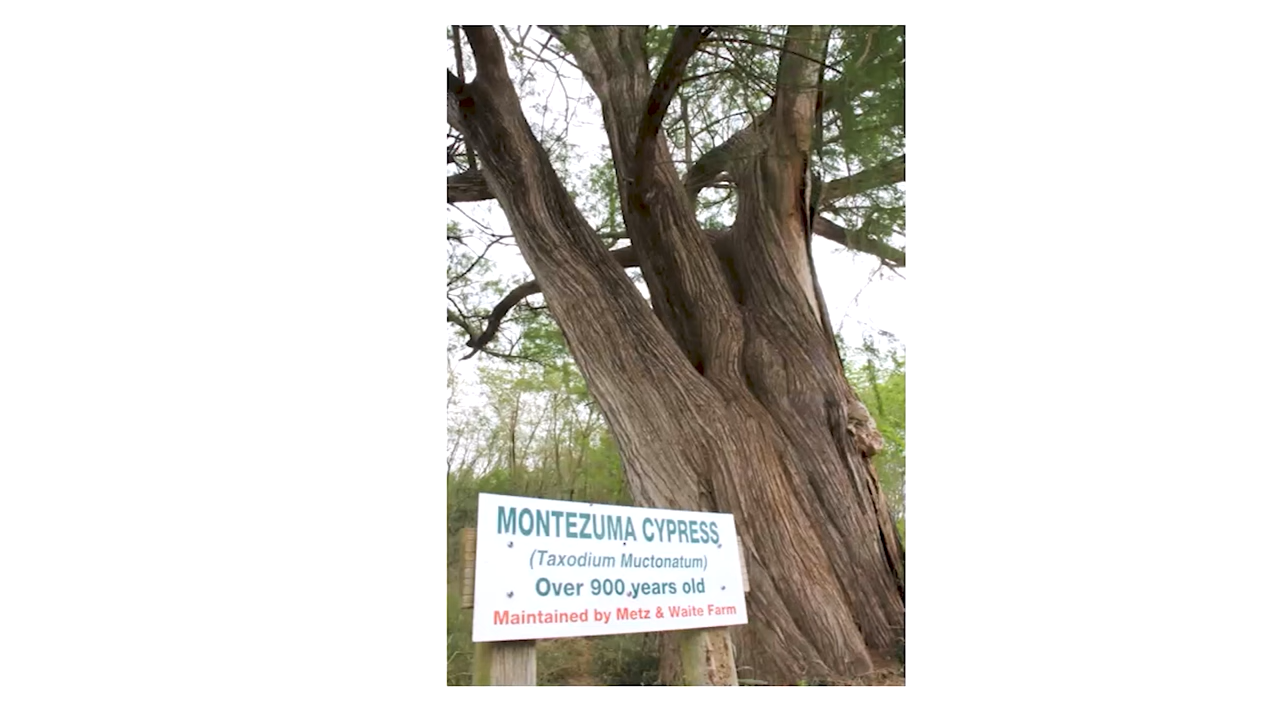 MONTEZUMA CYPRESS
(Taxodium Muctonatum)
Over 900 years old
Maintained by Metz & Waite Farm